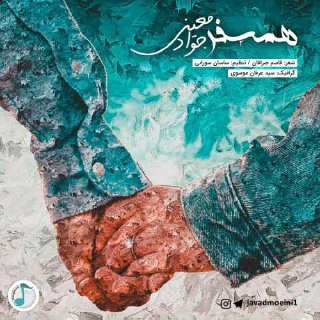 همسفر
جواد معینی
شعر: قاسم صرافان / تنظیم: ساسان سورانی
گرافیک: سید عرفان موسوی
javadmoeini1